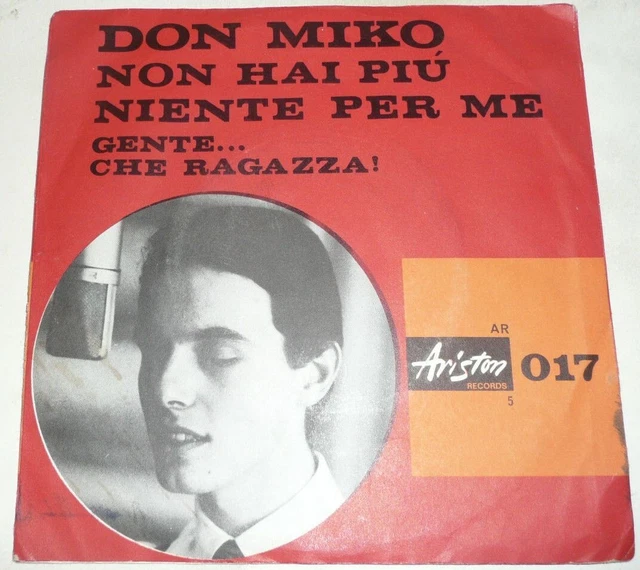 DON MIKO
NON HAI PIÚ
NIENTE PER ME
GENTE...
CHE RAGAZZA!
AR
Ariston 017
RECORDS
5